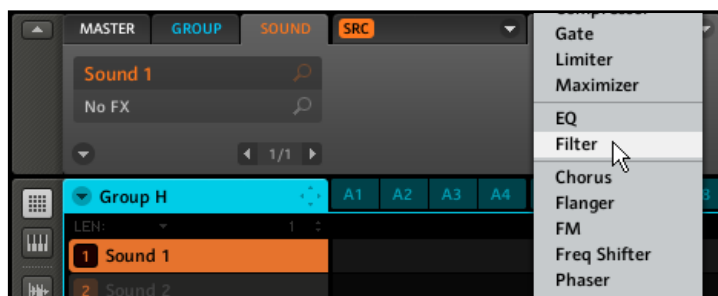 MASTER GROUP SOUND SRC
Gate
Limiter
Maximizer
EQ
Filter
Chorus
Flanger
FM
Freq Shifter
Phaser
Sound 1
No FX
1/1
Group H A1 A2 A3 A4 8
LEN: 1
1 Sound 1
2 Sound 2